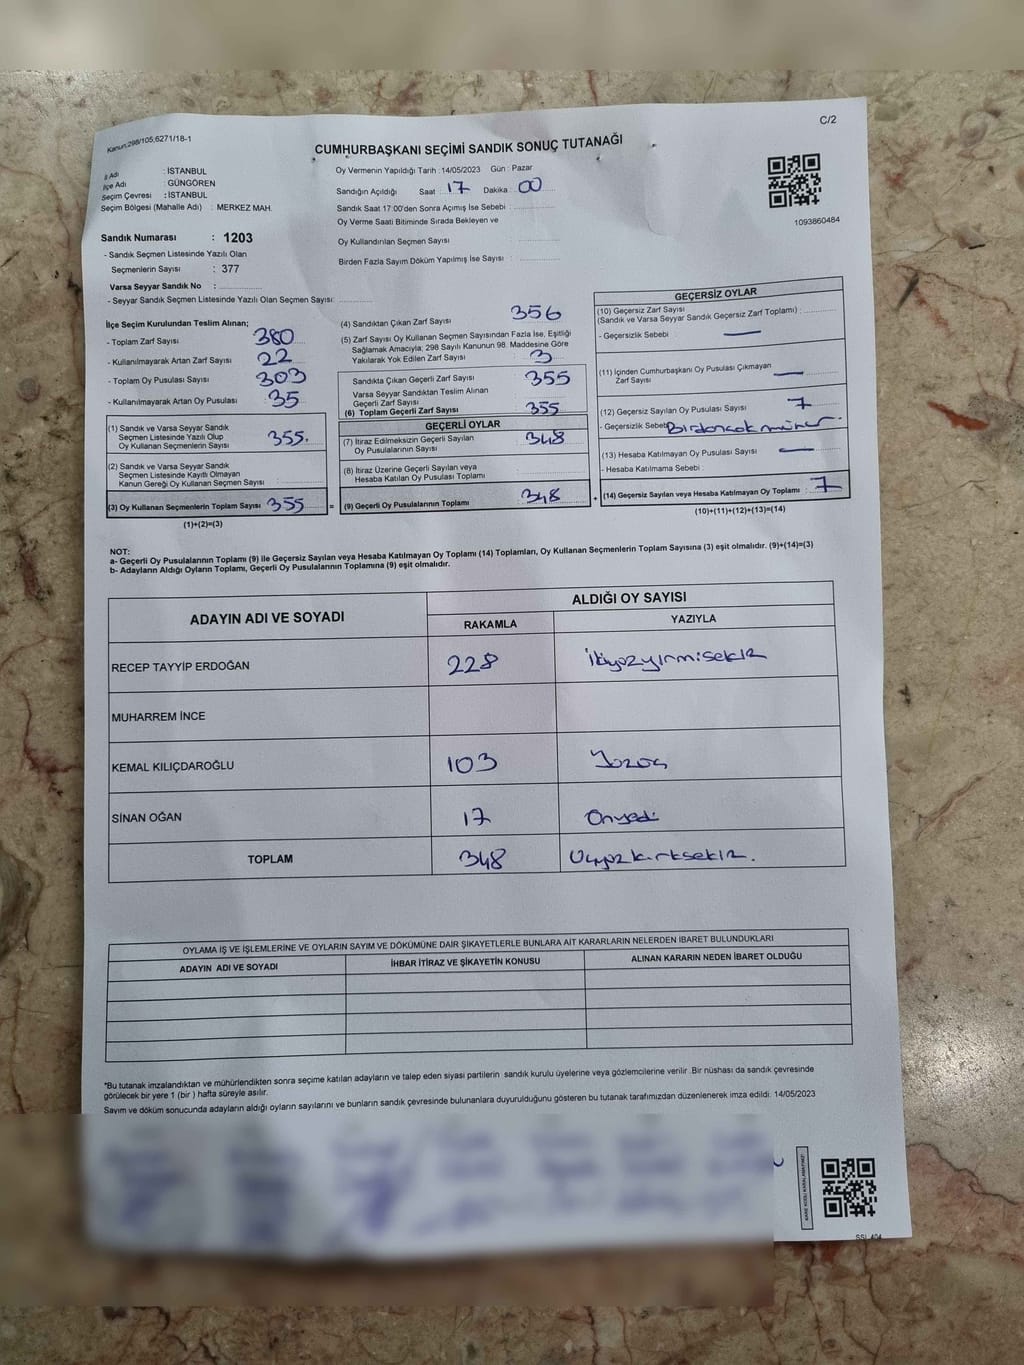 Kanun:298/105;6271/18-1
C/2
CUMHURBAŞKANI SEÇİMİ SANDIK SONUÇ TUTANAĞI
İl Adı : İSTANBUL
İlçe Adı : GÜNGÖREN
Seçim Çevresi : İSTANBUL
Seçim Bölgesi (Mahalle Adı) : MERKEZ MAH.
Sandık Numarası : 1203
- Sandık Seçmen Listesinde Yazılı Olan
Seçmenlerin Sayısı : 377
Varsa Seyyar Sandık No :
- Seyyar Sandık Seçmen Listesinde Yazılı Olan Seçmen Sayısı:
Oy Vermenin Yapıldığı Tarih :14/05/2023 Gün : Pazar
Sandığın Açıldığı Saat : 17 Dakika : 00
Sandık Saat 17:00'den Sonra Açımış İse Sebebi :
Oy Verme Saati Bitiminde Sırada Bekleyen ve
Oy Kullandırılan Seçmen Sayısı :
Birden Fazla Sayım Döküm Yapılmış İse Sayısı :
1093860484
İlçe Seçim Kurulundan Teslim Alınan;
- Toplam Zarf Sayısı : 380
- Kullanılmayarak Artan Zarf Sayısı : 22
- Toplam Oy Pusulası Sayısı : 303
- Kullanılmayarak Artan Oy Pusulası : 35
(1) Sandık ve Varsa Seyyar Sandık
Seçmen Listesinde Yazılı Olup
Oy Kullanan Seçmenlerin Sayısı : 355.
(2) Sandık ve Varsa Seyyar Sandık
Seçmen Listesinde Kayıtlı Olmayan
Kanun Gereği Oy Kullanan Seçmen Sayısı :
(3) Oy Kullanan Seçmenlerin Toplam Sayısı : 355 =
(1)+(2)=(3)
(4) Sandıktan Çıkan Zarf Sayısı : 356
(5) Zarf Sayısı Oy Kullanan Seçmen Sayısından Fazla İse, Eşitliği
Sağlamak Amacıyla; 298 Sayılı Kanunun 98. Maddesine Göre
Yakılarak Yok Edilen Zarf Sayısı : 3
Sandıkta Çıkan Geçerli Zarf Sayısı : 355
Varsa Seyyar Sandıktan Teslim Alınan
Geçerli Zarf Sayısı :
(6) Toplam Geçerli Zarf Sayısı : 355
GEÇERLİ OYLAR
(7) İtiraz Edilmeksizin Geçerli Sayılan
Oy Pusulasının Sayısı : 348
(8) İtiraz Üzerine Geçerli Sayılan veya
Hesaba Katılan Oy Pusulası Toplamı :
(9) Geçerli Oy Pusulalarının Toplamı : 348 +
GEÇERSİZ OYLAR
(10) Geçersiz Zarf Sayısı
(Sandık ve Varsa Seyyar Sandık Geçersiz Zarf Toplamı) :
- Geçersizlik Sebebi : —
(11) İçinden Cumhurbaşkanı Oy Pusulası Çıkmayan
Zarf Sayısı : —
(12) Geçersiz Sayılan Oy Pusulası Sayısı : 7
- Geçersizlik Sebebi: Birdençok mühür
(13) Hesaba Katılmayan Oy Pusulası Sayısı : —
- Hesaba Katılmama Sebebi :
(14) Geçersiz Sayılan veya Hesaba Katılmayan Oy Toplamı : 7
(10)+(11)+(12)+(13)=(14)
NOT:
a- Geçerli Oy Pusulalarının Toplamı (9) ile Geçersiz Sayılan veya Hesaba Katılmayan Oy Toplamı (14) Toplamları, Oy Kullanan Seçmenlerin Toplam Sayısına (3) eşit olmalıdır. (9)+(14)=(3)
b- Adayların Aldığı Oyların Toplamı, Geçerli Oy Pusulalarının Toplamına (9) eşit olmalıdır.
ADAYIN ADI VE SOYADI
ALDIĞI OY SAYISI
RAKAMLA YAZIYLA
RECEP TAYYİP ERDOĞAN 228 ikiyüzyirmisekiz
MUHARREM İNCE
KEMAL KILIÇDAROĞLU 103 Yüzüç
SİNAN OĞAN 17 Onyedi
TOPLAM 348 Üçyüzkırksekiz.
OYLAMA İŞ VE İŞLEMLERİNE VE OYLARIN SAYIM VE DÖKÜMÜNE DAİR ŞİKAYETLERLE BUNLARA AİT KARARLARIN NELERDEN İBARET BULUNDUKLARI
ADAYIN ADI VE SOYADI İHBAR İTİRAZ VE ŞİKAYETİN KONUSU ALINAN KARARIN NEDEN İBARET OLDUĞU
*Bu tutanak imzalandıktan ve mühürlendikten sonra seçime katılan adayların ve talep eden siyasi partilerin sandık kurulu üyelerine veya gözlemcilerine verilir .Bir nüshası da sandık çevresinde
görülecek bir yere 1 (bir ) hafta süreyle asılır.
Sayım ve döküm sonucunda adayların aldığı oyların sayılarını ve bunların sandık çevresinde bulunanlara duyurulduğunu gösteren bu tutanak tarafımızdan düzenlenerek imza edildi. 14/05/2023
SSI 404